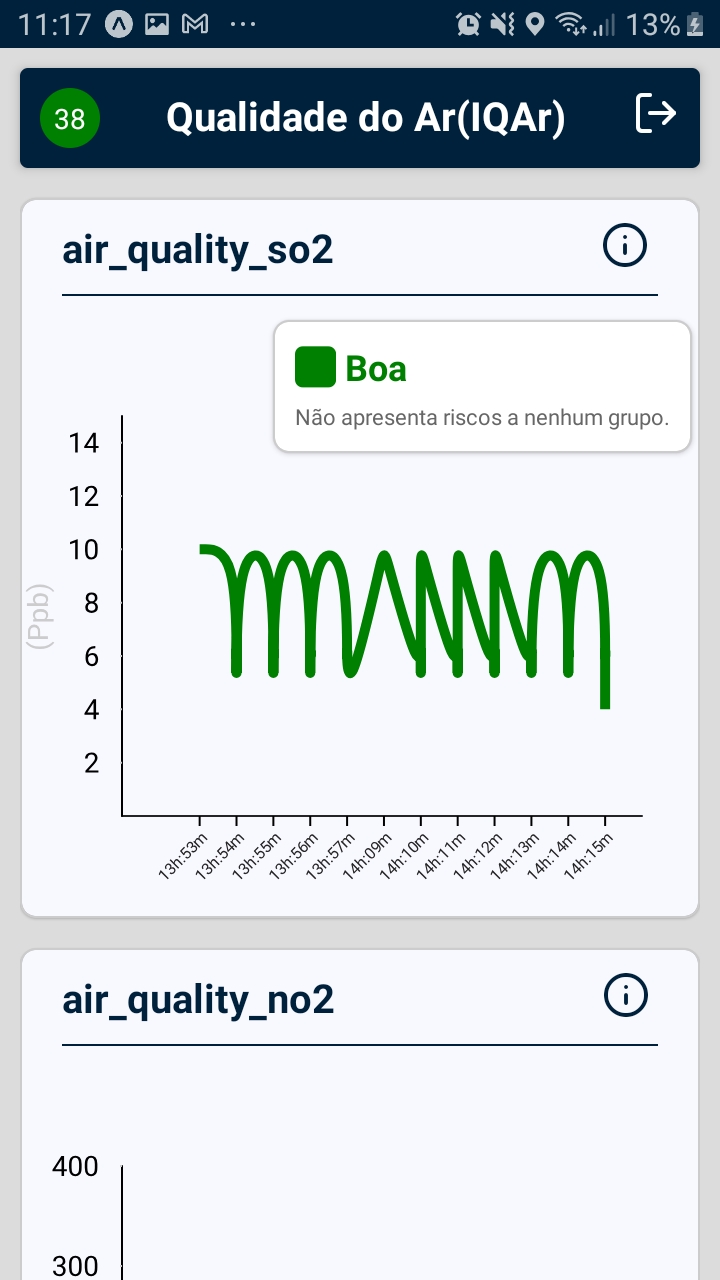 11:17
13%
38
Qualidade do Ar(IQAr)
air_quality_so2
Boa
Não apresenta riscos a nenhum grupo.
14
12
10
8
6
4
2
(Ppb)
13h:53m
13h:54m
13h:55m
13h:56m
13h:57m
14h:09m
14h:10m
14h:11m
14h:12m
14h:13m
14h:14m
14h:15m
air_quality_no2
400
300